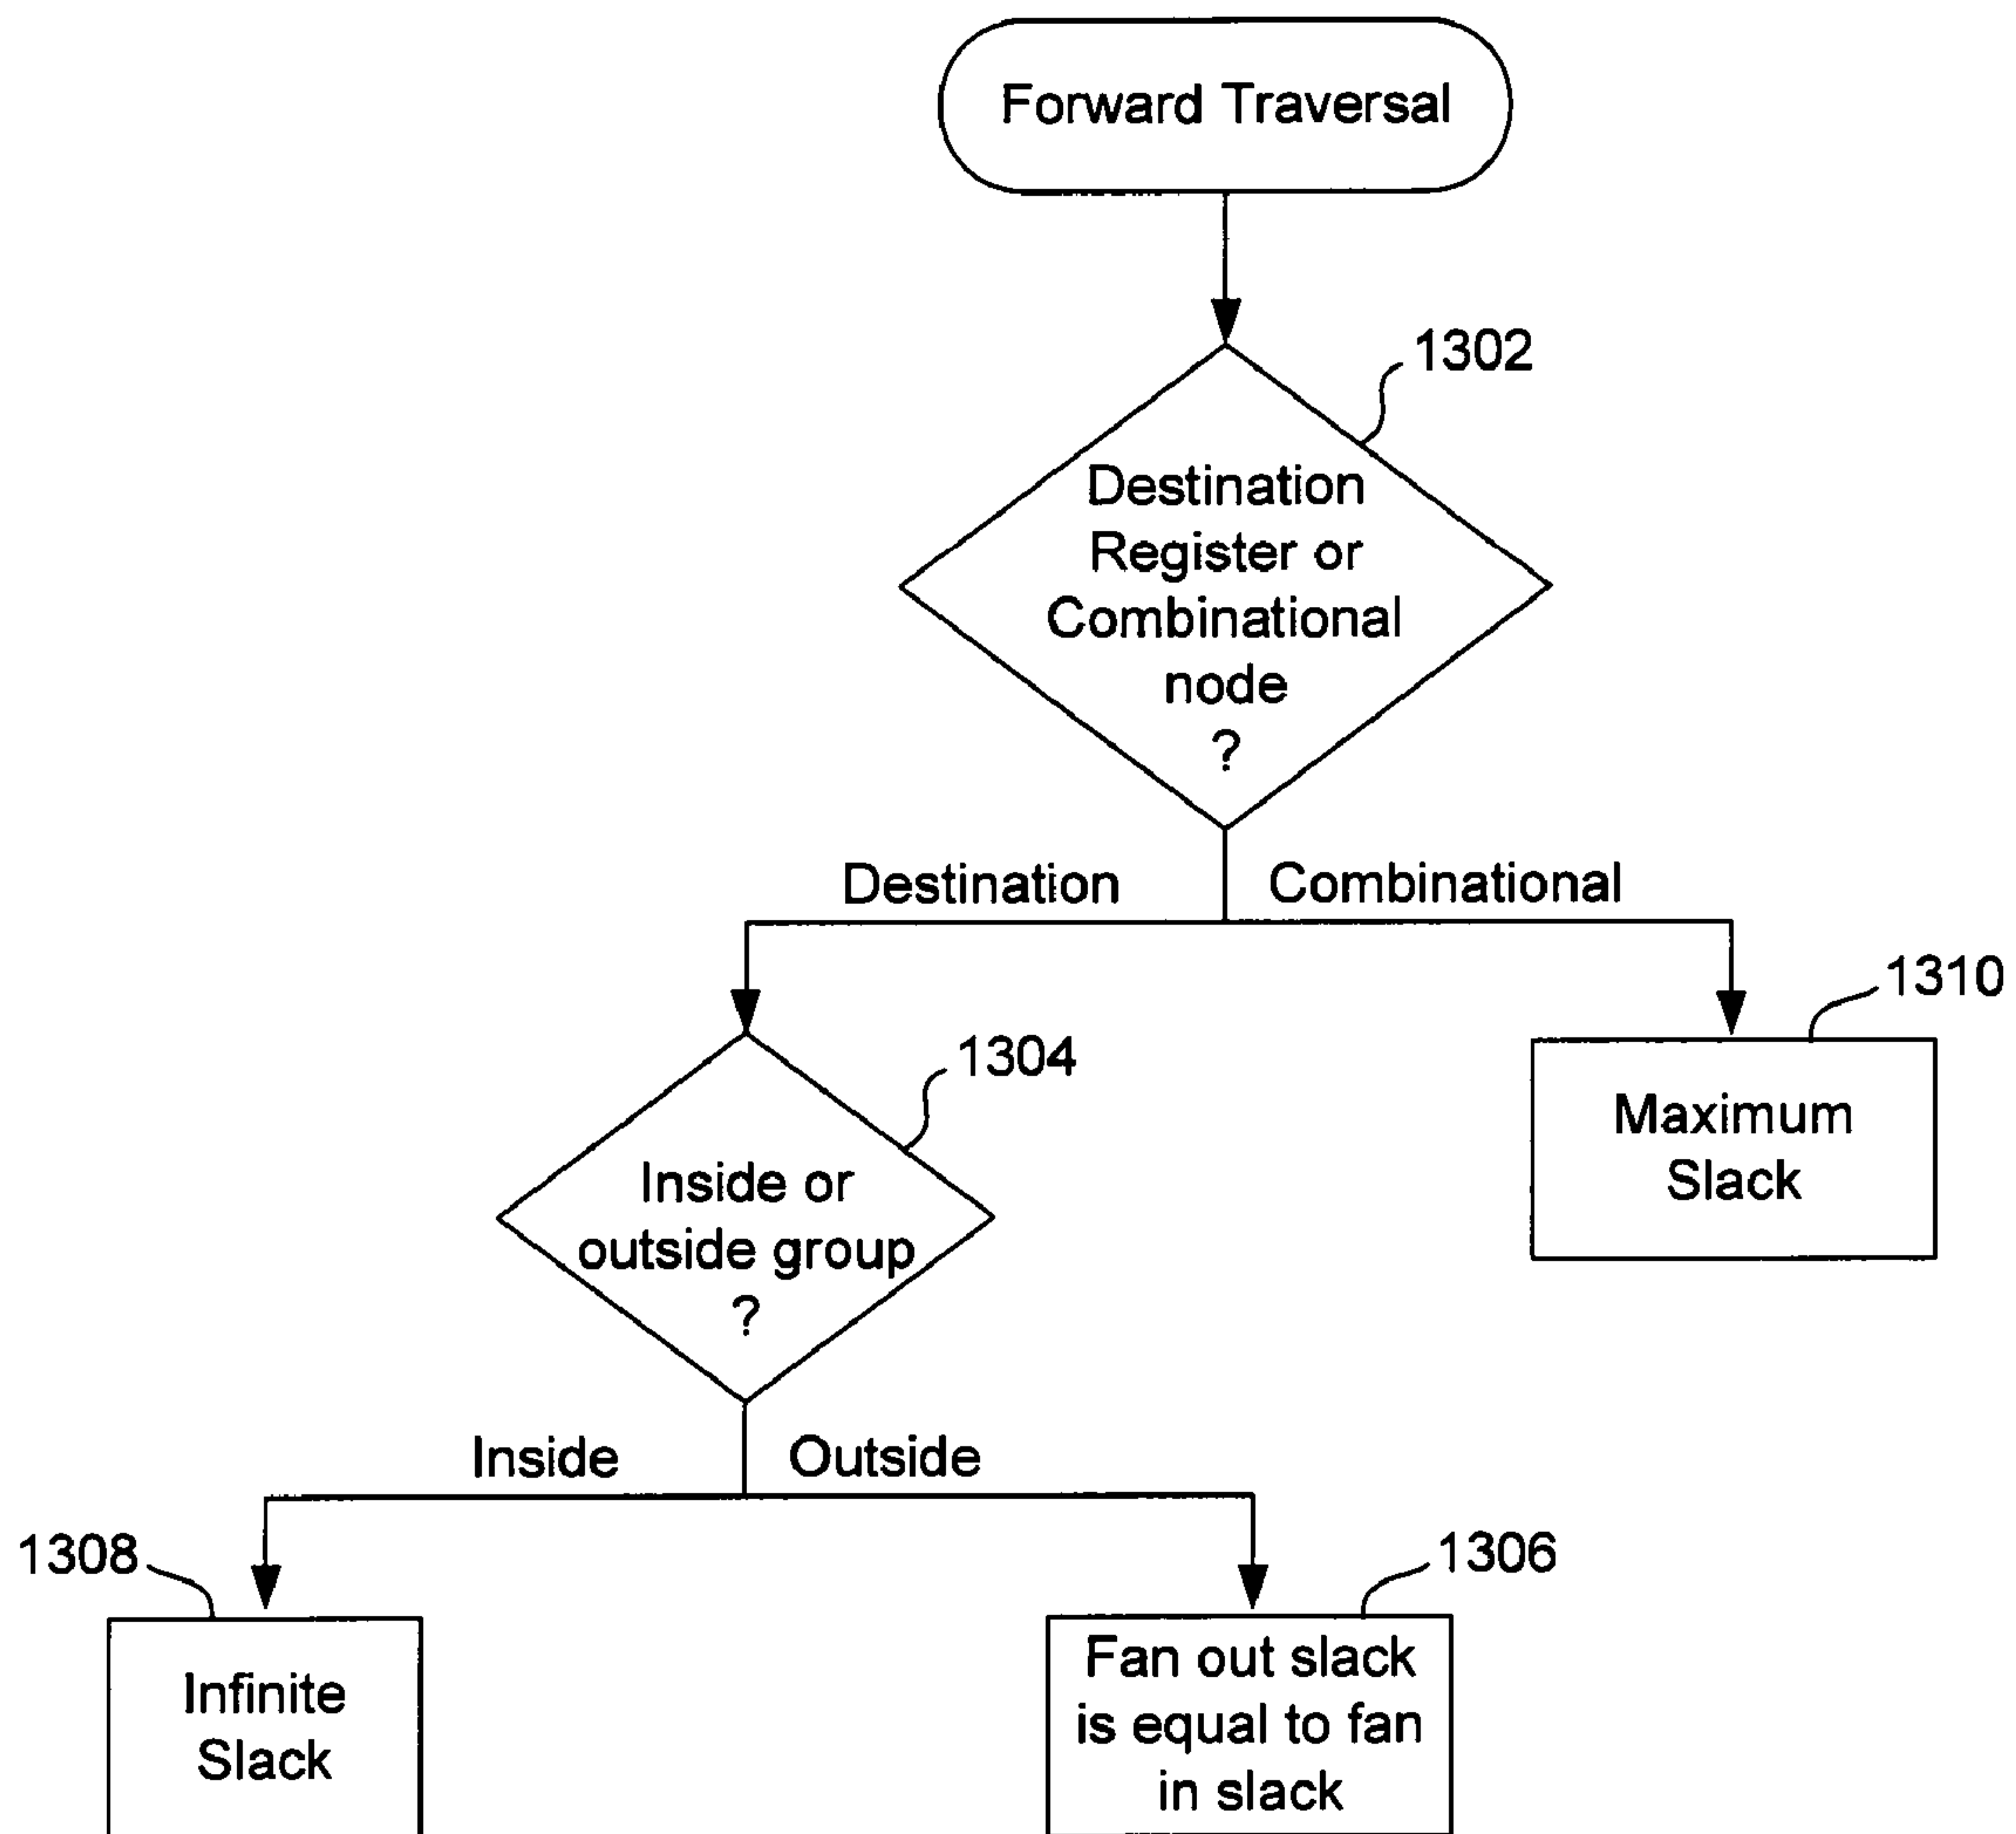 Forward Traversal
1302
Destination
Register or
Combinational
node
?
Destination
Combinational
1310
1304
Maximum
Slack
Inside or
outside group
?
Inside
Outside
1308
1306
Infinite
Slack
Fan out slack
is equal to fan
in slack